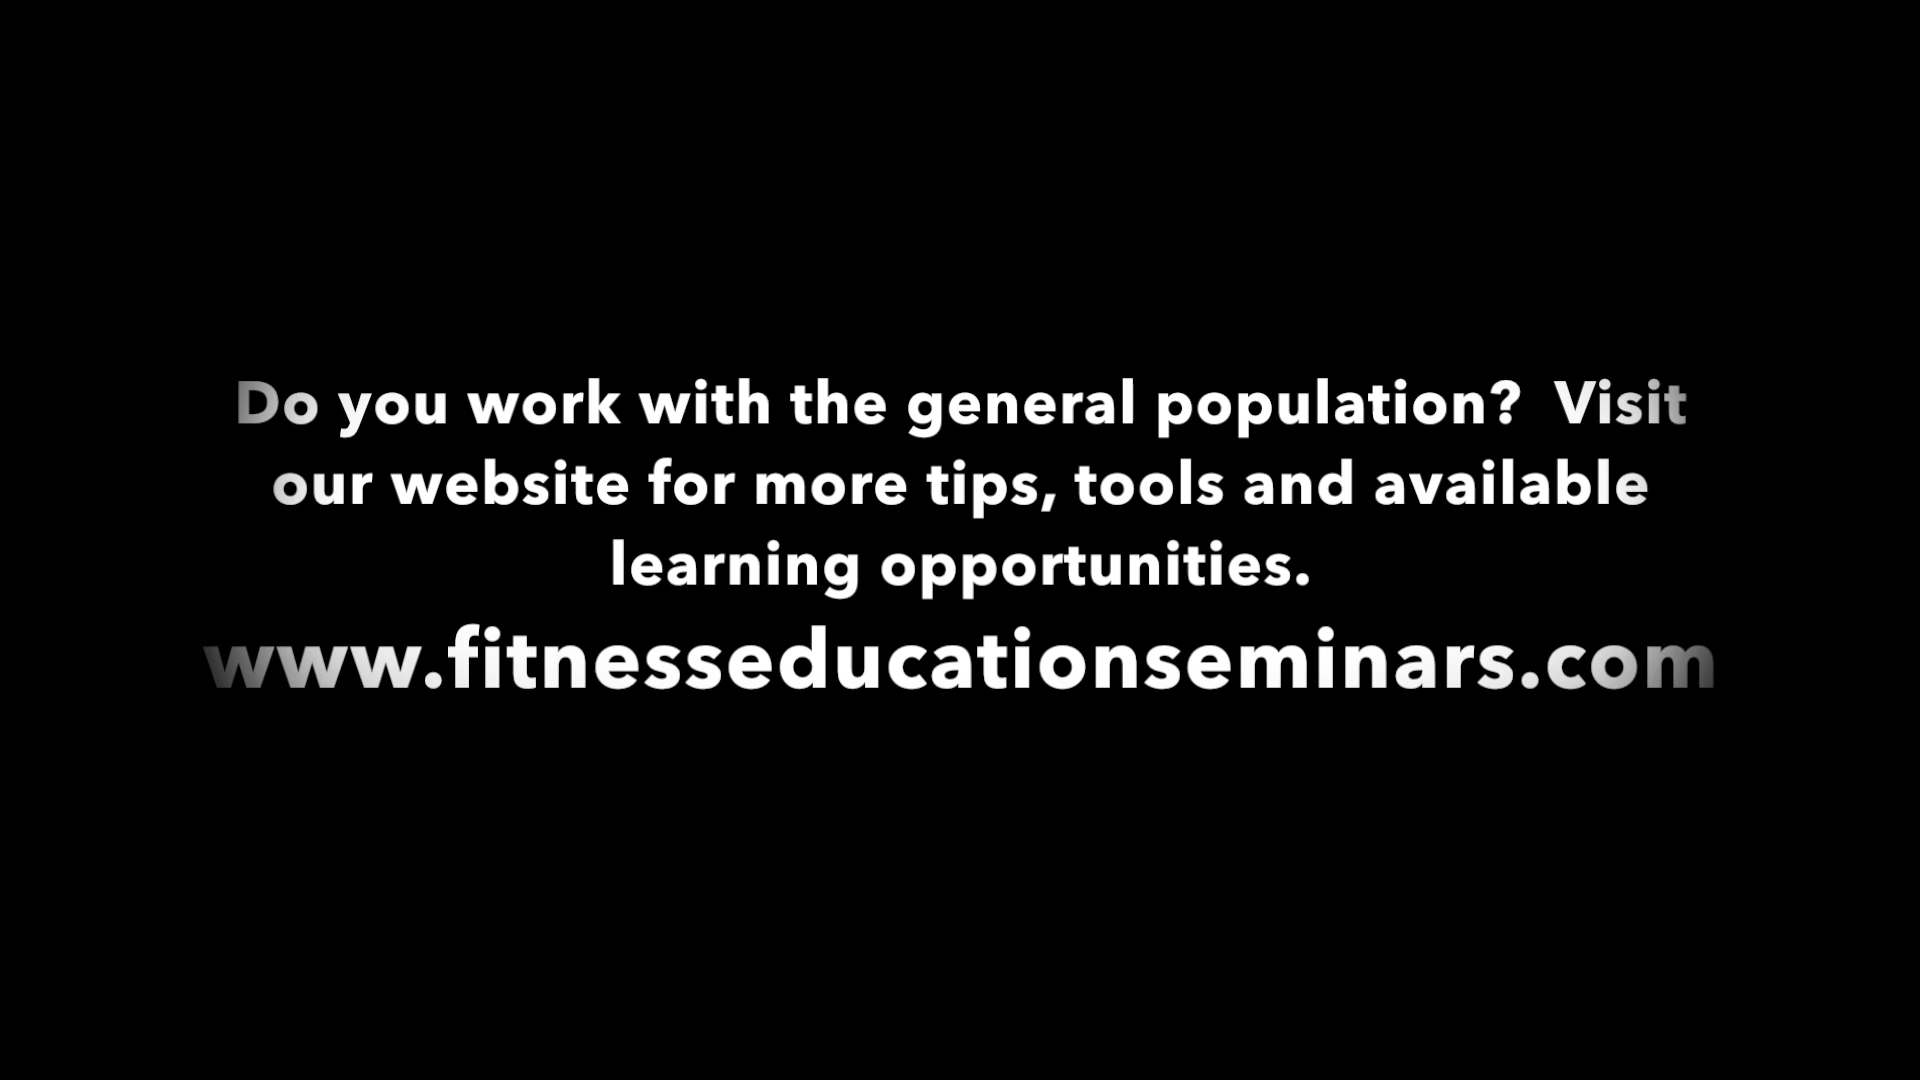 Do you work with the general population?  Visit
our website for more tips, tools and available
learning opportunities.
www.fitnesseducationseminars.com